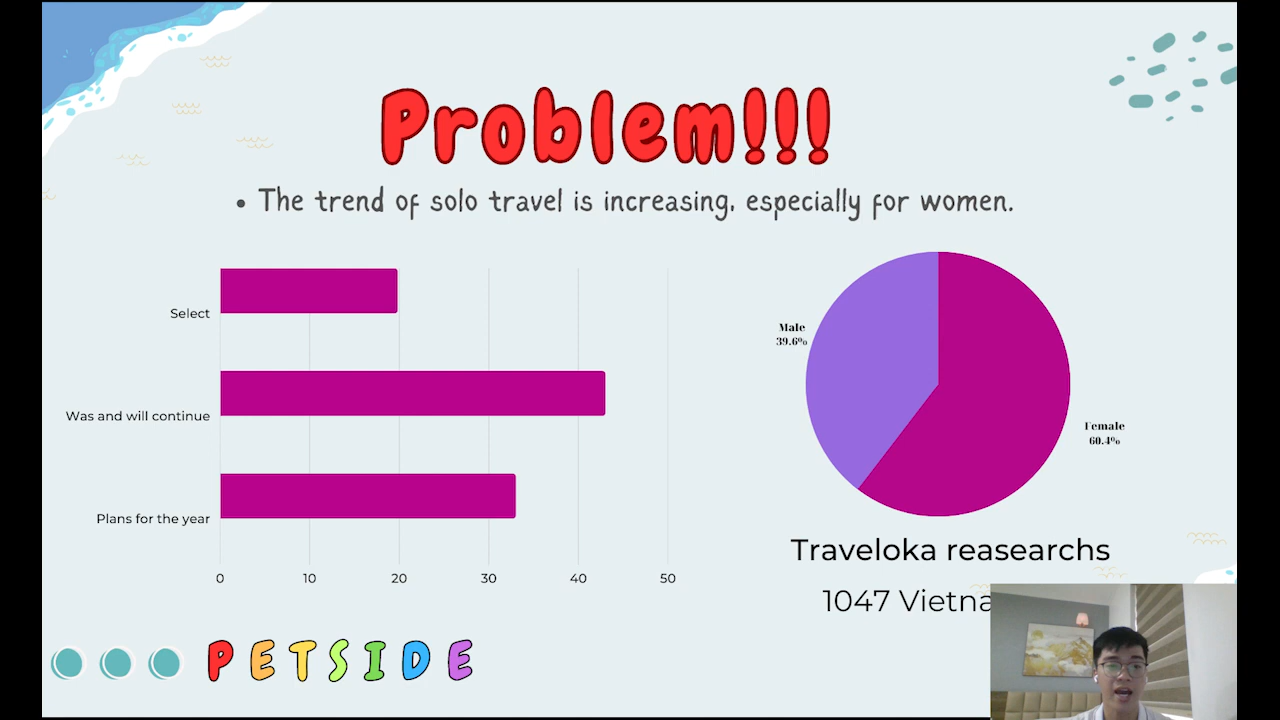 Problem!!!
• The trend of solo travel is increasing, especially for women.
Select
Was and will continue
Plans for the year
0 10 20 30 40 50
Male
39.6%
Female
60.4%
Traveloka reasearchs
1047
PETSIDE